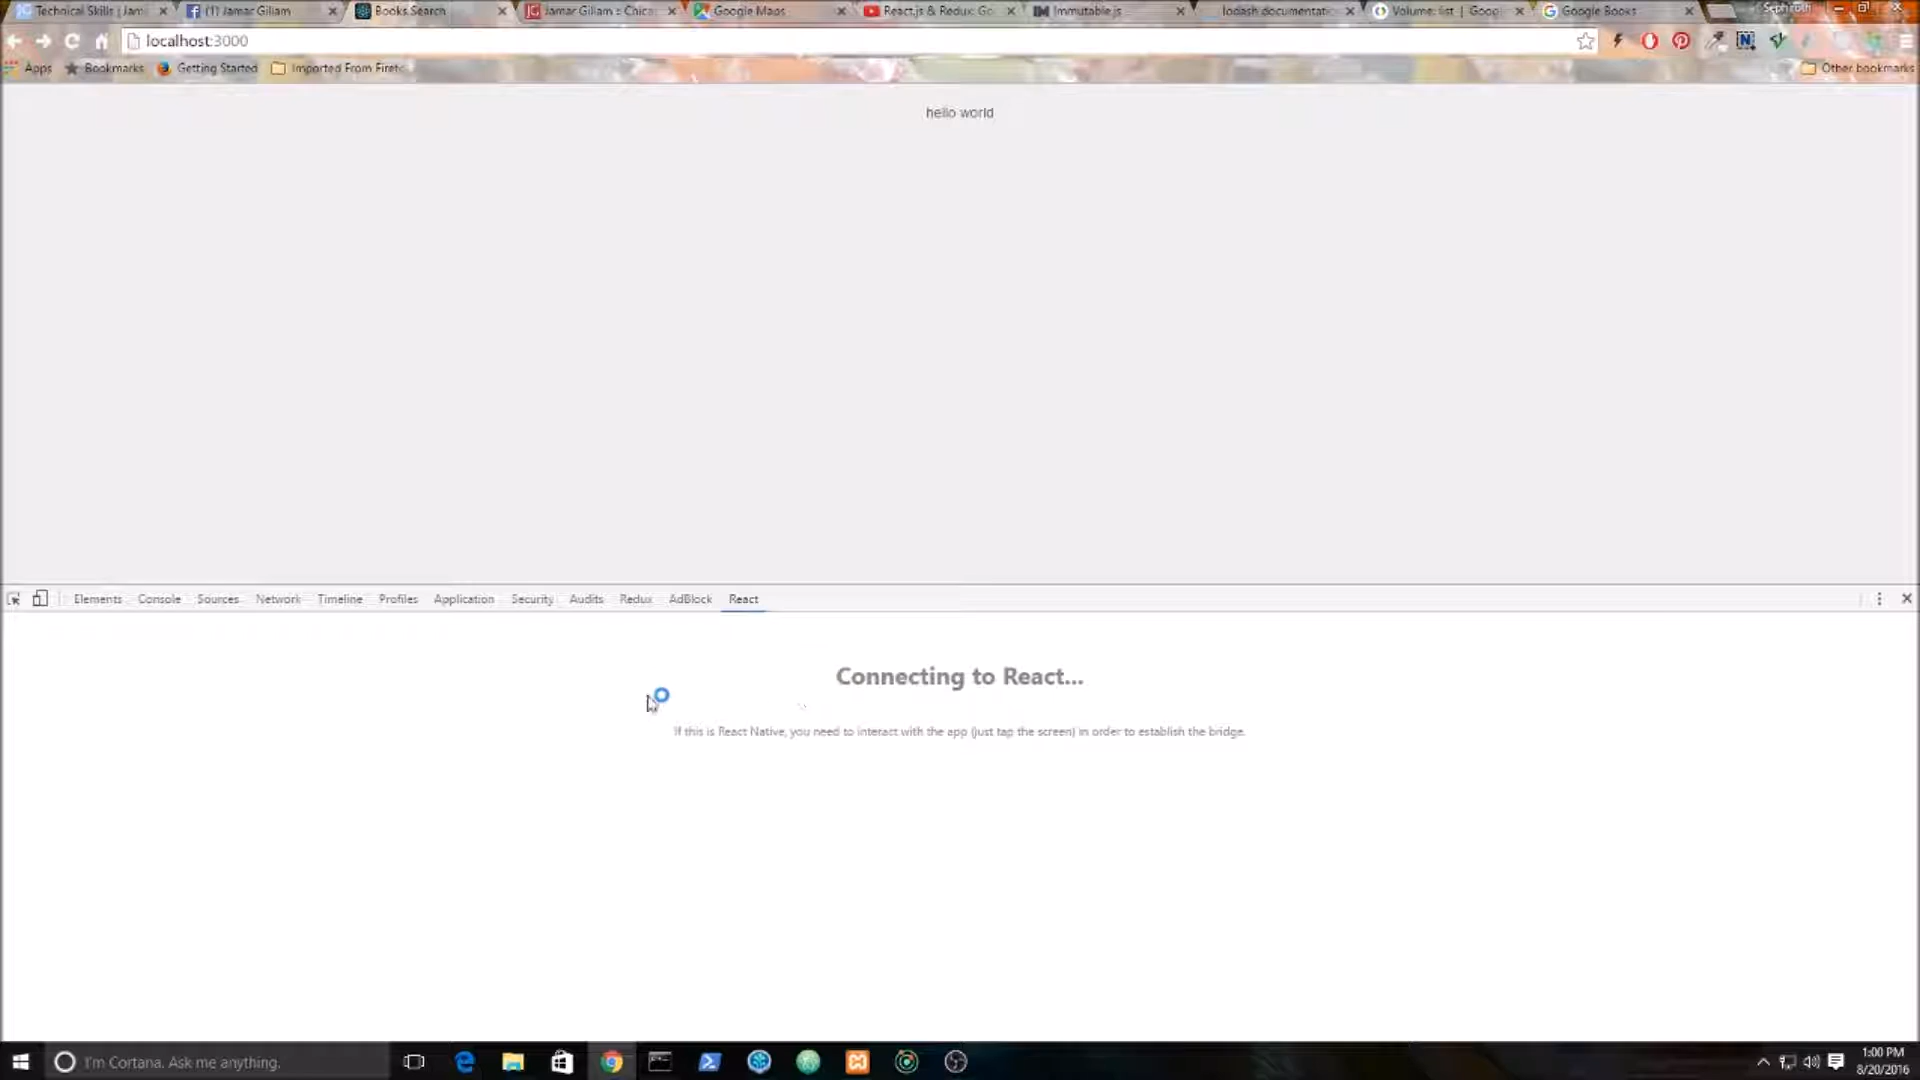 Technical Skills | Jam
(1) Jamar Gillam
Books Search
Jamar Gillam :: Chica
Google Maps
React.js & Redux Go
Immutable.js
lodash documentati
Volume: list | Goog
Google Books
Sephiroth
localhost:3000
Apps
Bookmarks
Getting Started
Imported From Firefo
Other bookmarks
hello world
Elements Console Sources Network Timeline Profiles Application Security Audits Redux AdBlock React
Connecting to React...
If this is React Native, you need to interact with the app (just tap the screen) in order to establish the bridge.
I'm Cortana. Ask me anything.
1:00 PM
8/20/2016